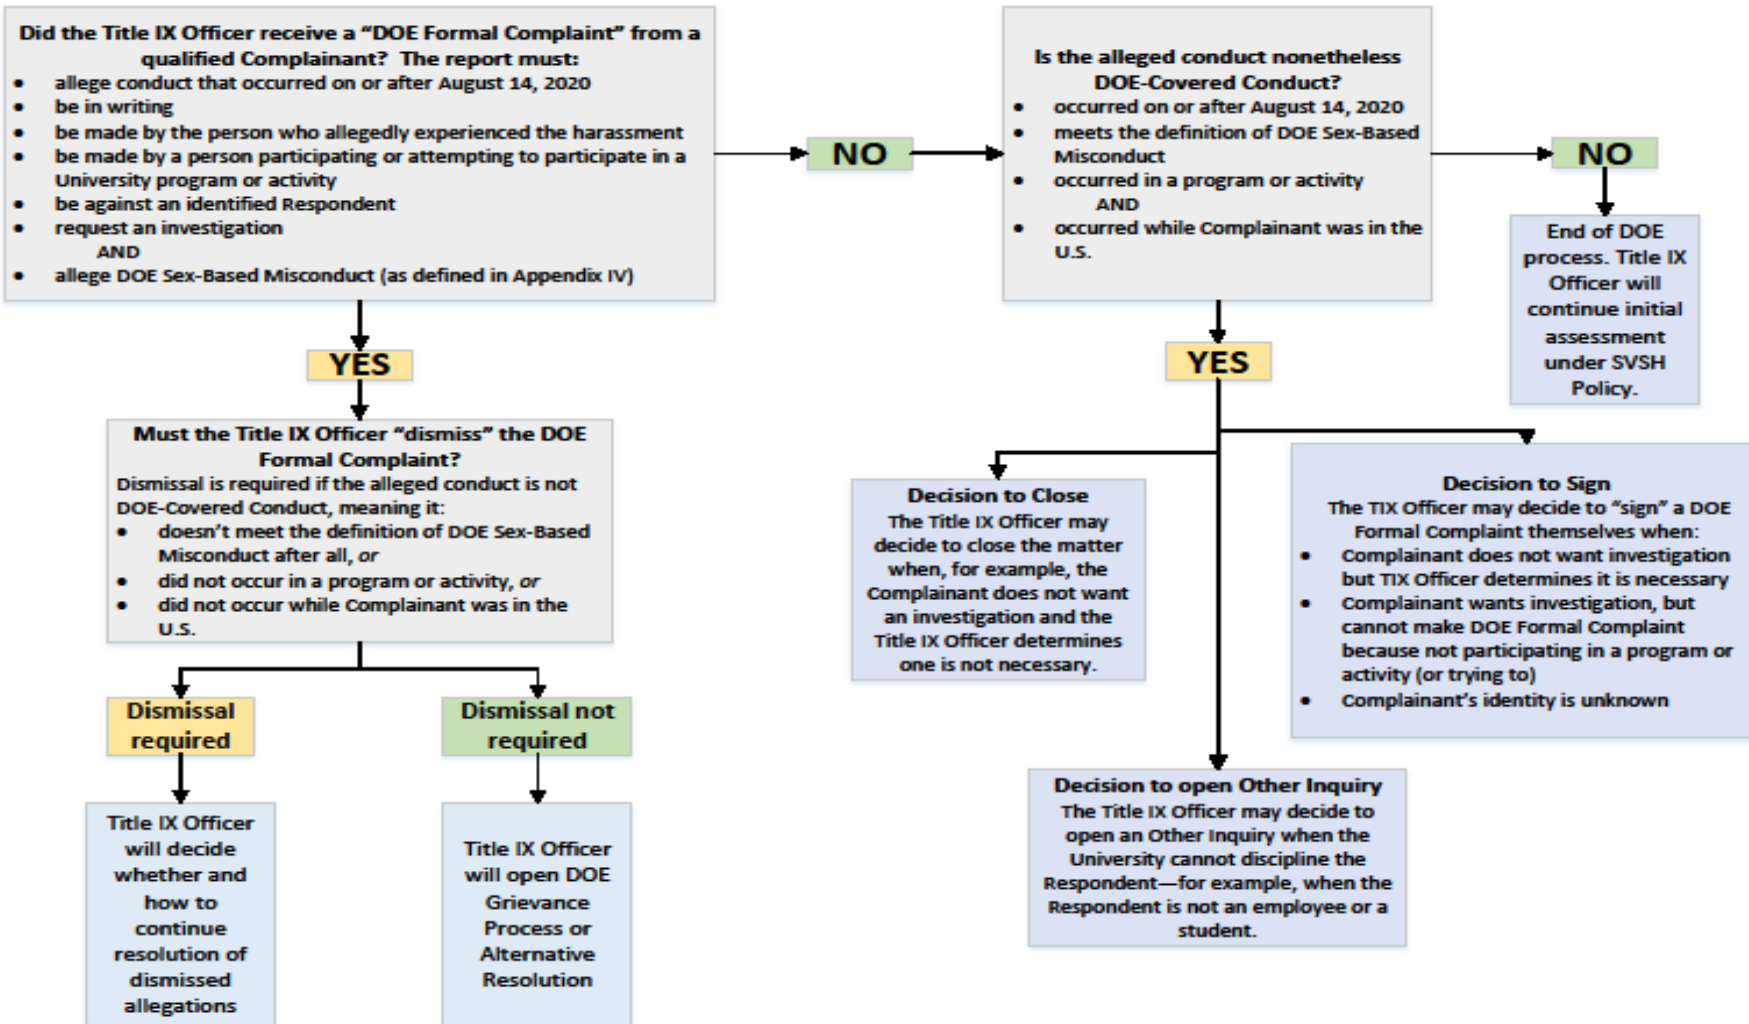 Did the Title IX Officer receive a “DOE Formal Complaint” from a
qualified Complainant? The report must:
• allege conduct that occurred on or after August 14, 2020
• be in writing
• be made by the person who allegedly experienced the harassment
• be made by a person participating or attempting to participate in a
University program or activity
• be against an identified Respondent
• request an investigation
AND
• allege DOE Sex-Based Misconduct (as defined in Appendix IV)
NO
Is the alleged conduct nonetheless
DOE-Covered Conduct?
• occurred on or after August 14, 2020
• meets the definition of DOE Sex-Based
Misconduct
• occurred in a program or activity
AND
• occurred while Complainant was in the
U.S.
NO
End of DOE
process. Title IX
Officer will
continue initial
assessment
under SVSH
Policy.
YES
Must the Title IX Officer “dismiss” the DOE
Formal Complaint?
Dismissal is required if the alleged conduct is not
DOE-Covered Conduct, meaning it:
• doesn’t meet the definition of DOE Sex-Based
Misconduct after all, or
• did not occur in a program or activity, or
• did not occur while Complainant was in the
U.S.
Dismissal
required
Dismissal not
required
Title IX Officer
will decide
whether and
how to
continue
resolution of
dismissed
allegations
Title IX Officer
will open DOE
Grievance
Process or
Alternative
Resolution
YES
Decision to Close
The Title IX Officer may
decide to close the matter
when, for example, the
Complainant does not want
an investigation and the
Title IX Officer determines
one is not necessary.
Decision to Sign
The TIX Officer may decide to “sign” a DOE
Formal Complaint themselves when:
• Complainant does not want investigation
but TIX Officer determines it is necessary
• Complainant wants investigation, but
cannot make DOE Formal Complaint
because not participating in a program or
activity (or trying to)
• Complainant’s identity is unknown
Decision to open Other Inquiry
The Title IX Officer may decide to
open an Other Inquiry when the
University cannot discipline the
Respondent—for example, when the
Respondent is not an employee or a
student.